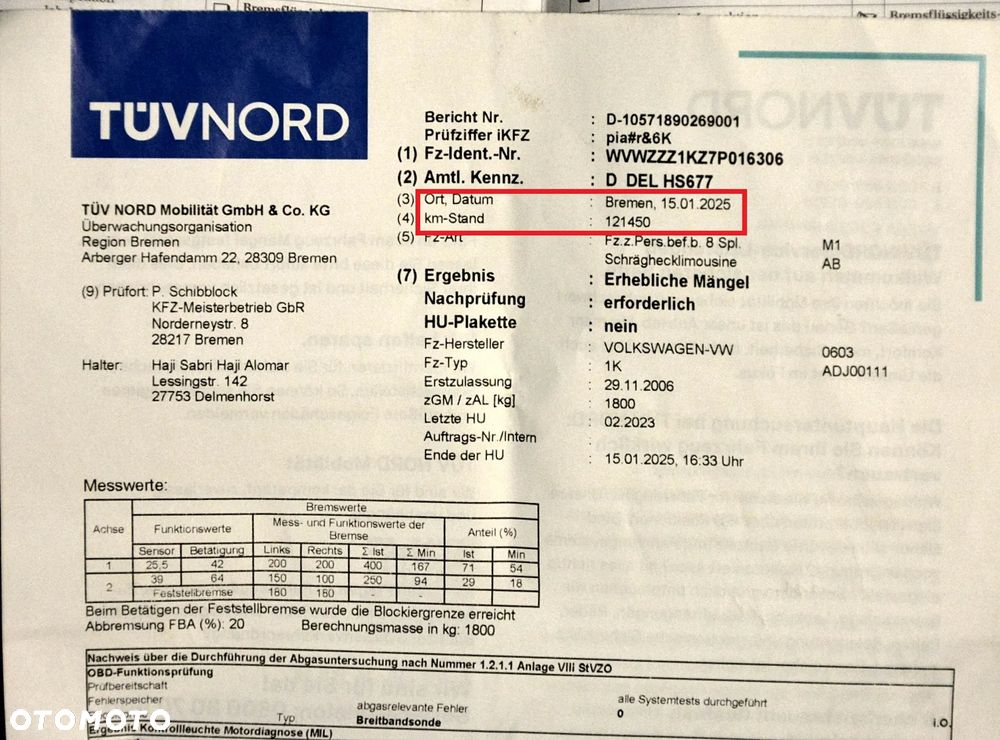 Bremsflüssigkeits-
TÜVNORD
Bericht Nr. : D-10571890269001
Prüfziffer iKFZ : pia#r&6K
(1) Fz-Ident.-Nr. : WVWZZZ1KZ7P016306
(2) Amtl. Kennz. : D DEL HS677
(3) Ort, Datum : Bremen, 15.01.2025
(4) km-Stand : 121450
(5) Fz-Art : Fz.z.Pers.bef.b. 8 Spl. M1
Schräghecklimousine AB
(7) Ergebnis : Erhebliche Mängel
Nachprüfung : erforderlich
HU-Plakette : nein
Fz-Hersteller : VOLKSWAGEN-VW 0603
Fz-Typ : 1K ADJ00111
Erstzulassung : 29.11.2006
zGM / zAL [kg] : 1800
Letzte HU : 02.2023
Auftrags-Nr./Intern
Ende der HU : 15.01.2025, 16:33 Uhr
TÜV NORD Mobilität GmbH & Co. KG
Überwachungsorganisation
Region Bremen
Arberger Hafendamm 22, 28309 Bremen
(9) Prüfort: P. Schiblock
KFZ-Meisterbetrieb GbR
Norderneystr. 8
28217 Bremen
Halter: Haji Sabri Haji Alomar
Lessingstr. 142
27753 Delmenhorst
Messwerte:
Bremswerte
Achse Funktionswerte Mess- und Funktionswerte der Bremse Anteil (%)
Sensor Betätigung Links Rechts Σ Ist Σ Min Ist Min
1 25,5 42 200 200 400 167 71 54
2 39 64 150 100 250 94 29 18
Feststellbremse 180 180 - -
Beim Betätigen der Feststellbremse wurde die Blockiergrenze erreicht
Abbremsung FBA (%): 20 Berechnungsmasse in kg: 1800
Nachweis über die Durchführung der Abgasuntersuchung nach Nummer 1.2.1.1 Anlage VIII StVZO
OBD-Funktionsprüfung
Prüfbereitschaft alle Systemtests durchgeführt
Fehlerspeicher abgasrelevante Fehler 0 i.O.
Typ: Breitbandsonde
Ergebnis Kontrollleuchte Motordiagnose (MIL)
OTOMOTO